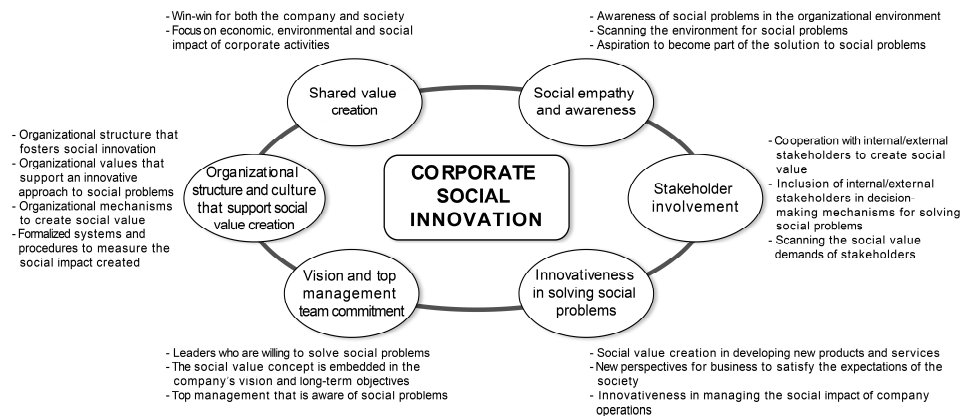 - Win-win for both the company and society
- Focus on economic, environmental and social
impact of corporate activities
- Awareness of social problems in the organizational environment
- Scanning the environment for social problems
- Aspiration to become part of the solution to social problems
Shared value
creation
Social empathy
and awareness
- Organizational structure that
fosters social innovation
- Organizational values that
support an innovative
approach to social problems
- Organizational mechanisms
to create social value
- Formalized systems and
procedures to measure the
social impact created
Organizational
structure and culture
that support social
value creation
CORPORATE
SOCIAL
INNOVATION
Stakeholder
involvement
- Cooperation with internal/external
stakeholders to create social
value
- Inclusion of internal/external
stakeholders in decision-
making mechanisms for solving
social problems
- Scanning the social value
demands of stakeholders
Vision and top
management
team commitment
Innovativeness
in solving social
problems
- Leaders who are willing to solve social problems
- The social value concept is embedded in the
company's vision and long-term objectives
- Top management that is aware of social problems
- Social value creation in developing new products and services
- New perspectives for business to satisfy the expectations of the
society
- Innovativeness in managing the social impact of company
operations